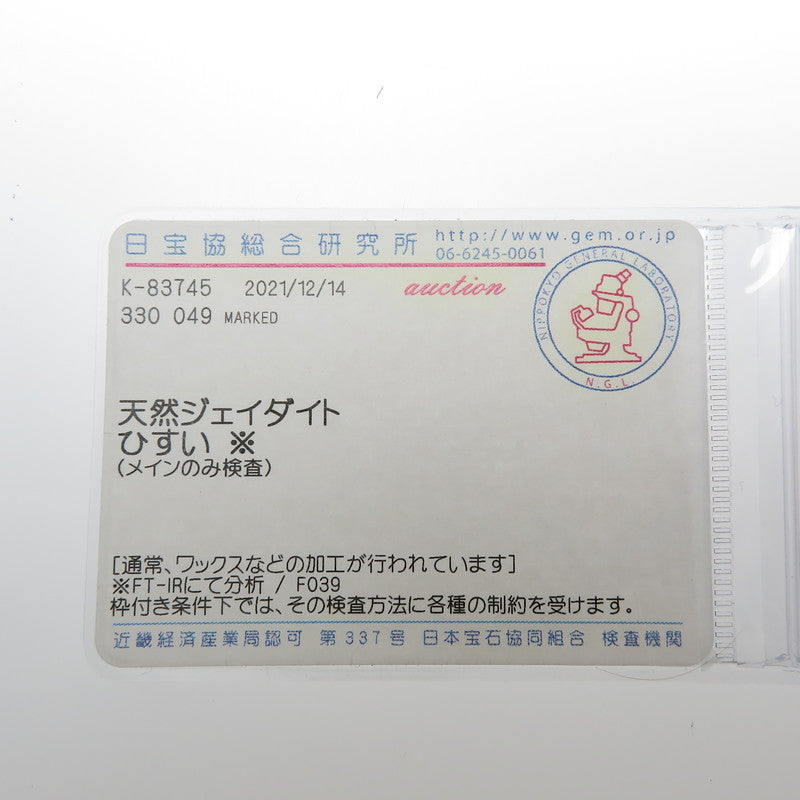 日宝協総合研究所
http://www.gem.or.jp
06-6245-0061
K-83745 2021/12/14 auction
330 049 MARKED
NIPPOKYO GENERAL LABORATORY
N.G.L.
天然ジェイダイト
ひすい ※
(メインのみ検査)
[通常、ワックスなどの加工が行われています]
※FT-IRにて分析 / F039
枠付き条件下では、その検査方法に各種の制約を受けます。
近畿経済産業局認可 第337号 日本宝石協同組合 検査機関